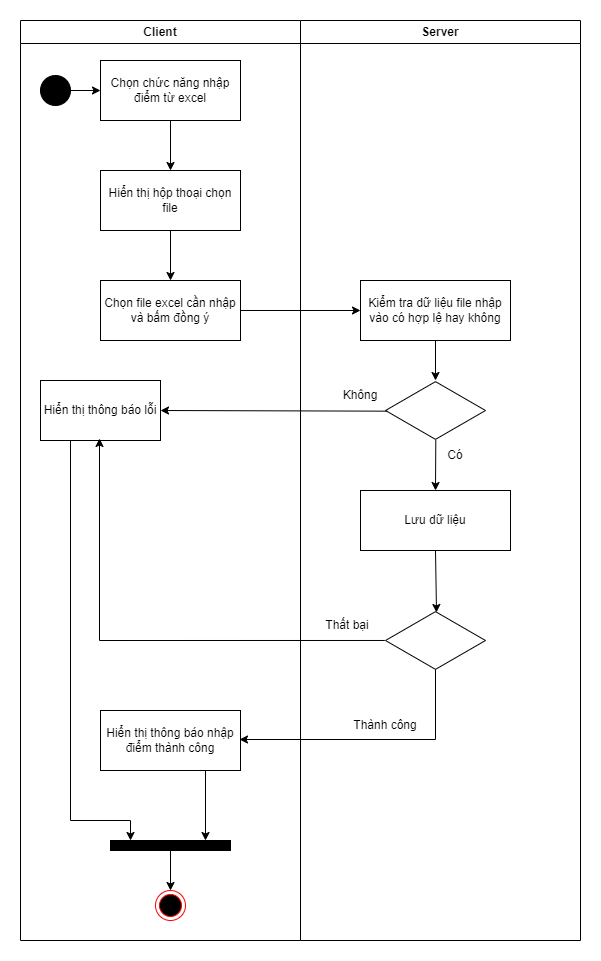 Client
Server
Chọn chức năng nhập
điểm từ excel
Hiển thị hộp thoại chọn
file
Chọn file excel cần nhập
và bấm đồng ý
Kiểm tra dữ liệu file nhập
vào có hợp lệ hay không
Không
Hiển thị thông báo lỗi
Có
Lưu dữ liệu
Thất bại
Thành công
Hiển thị thông báo nhập
điểm thành công